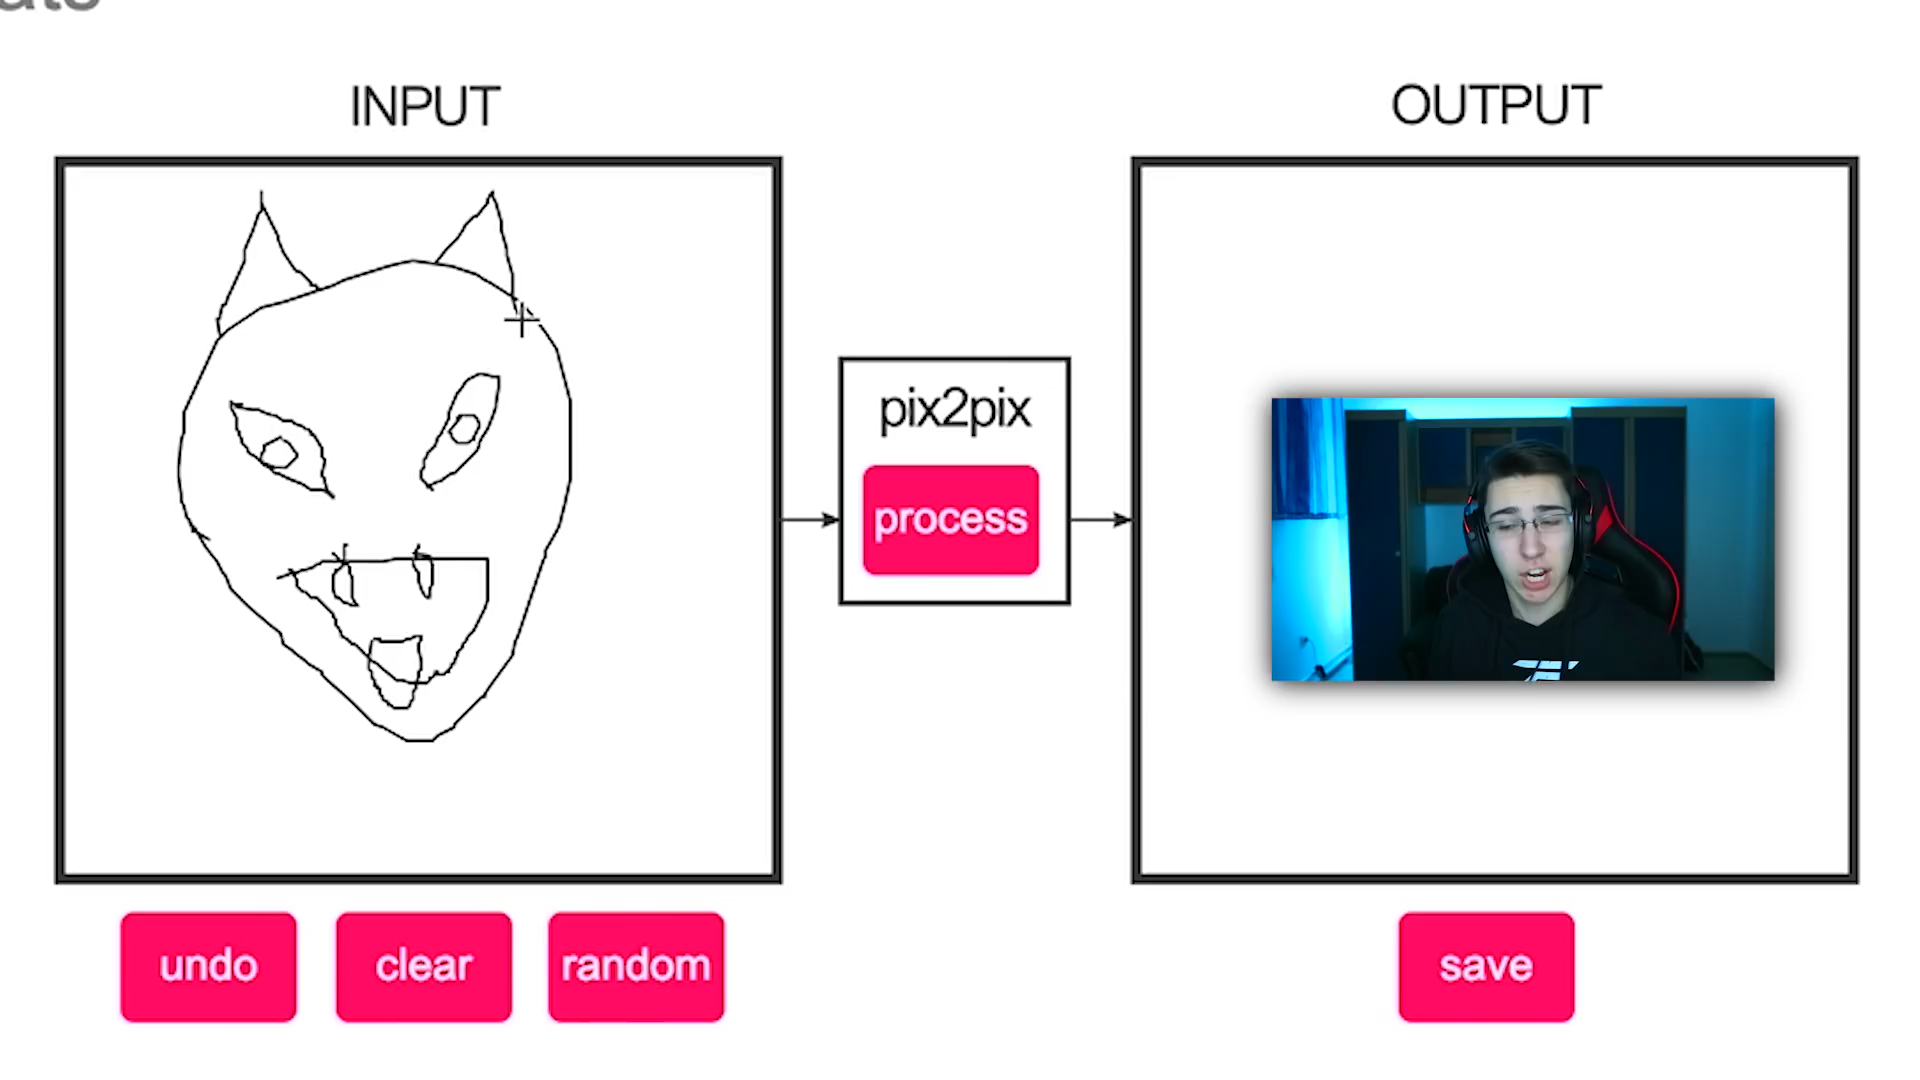 INPUT
OUTPUT
pix2pix
process
undo
clear
random
save